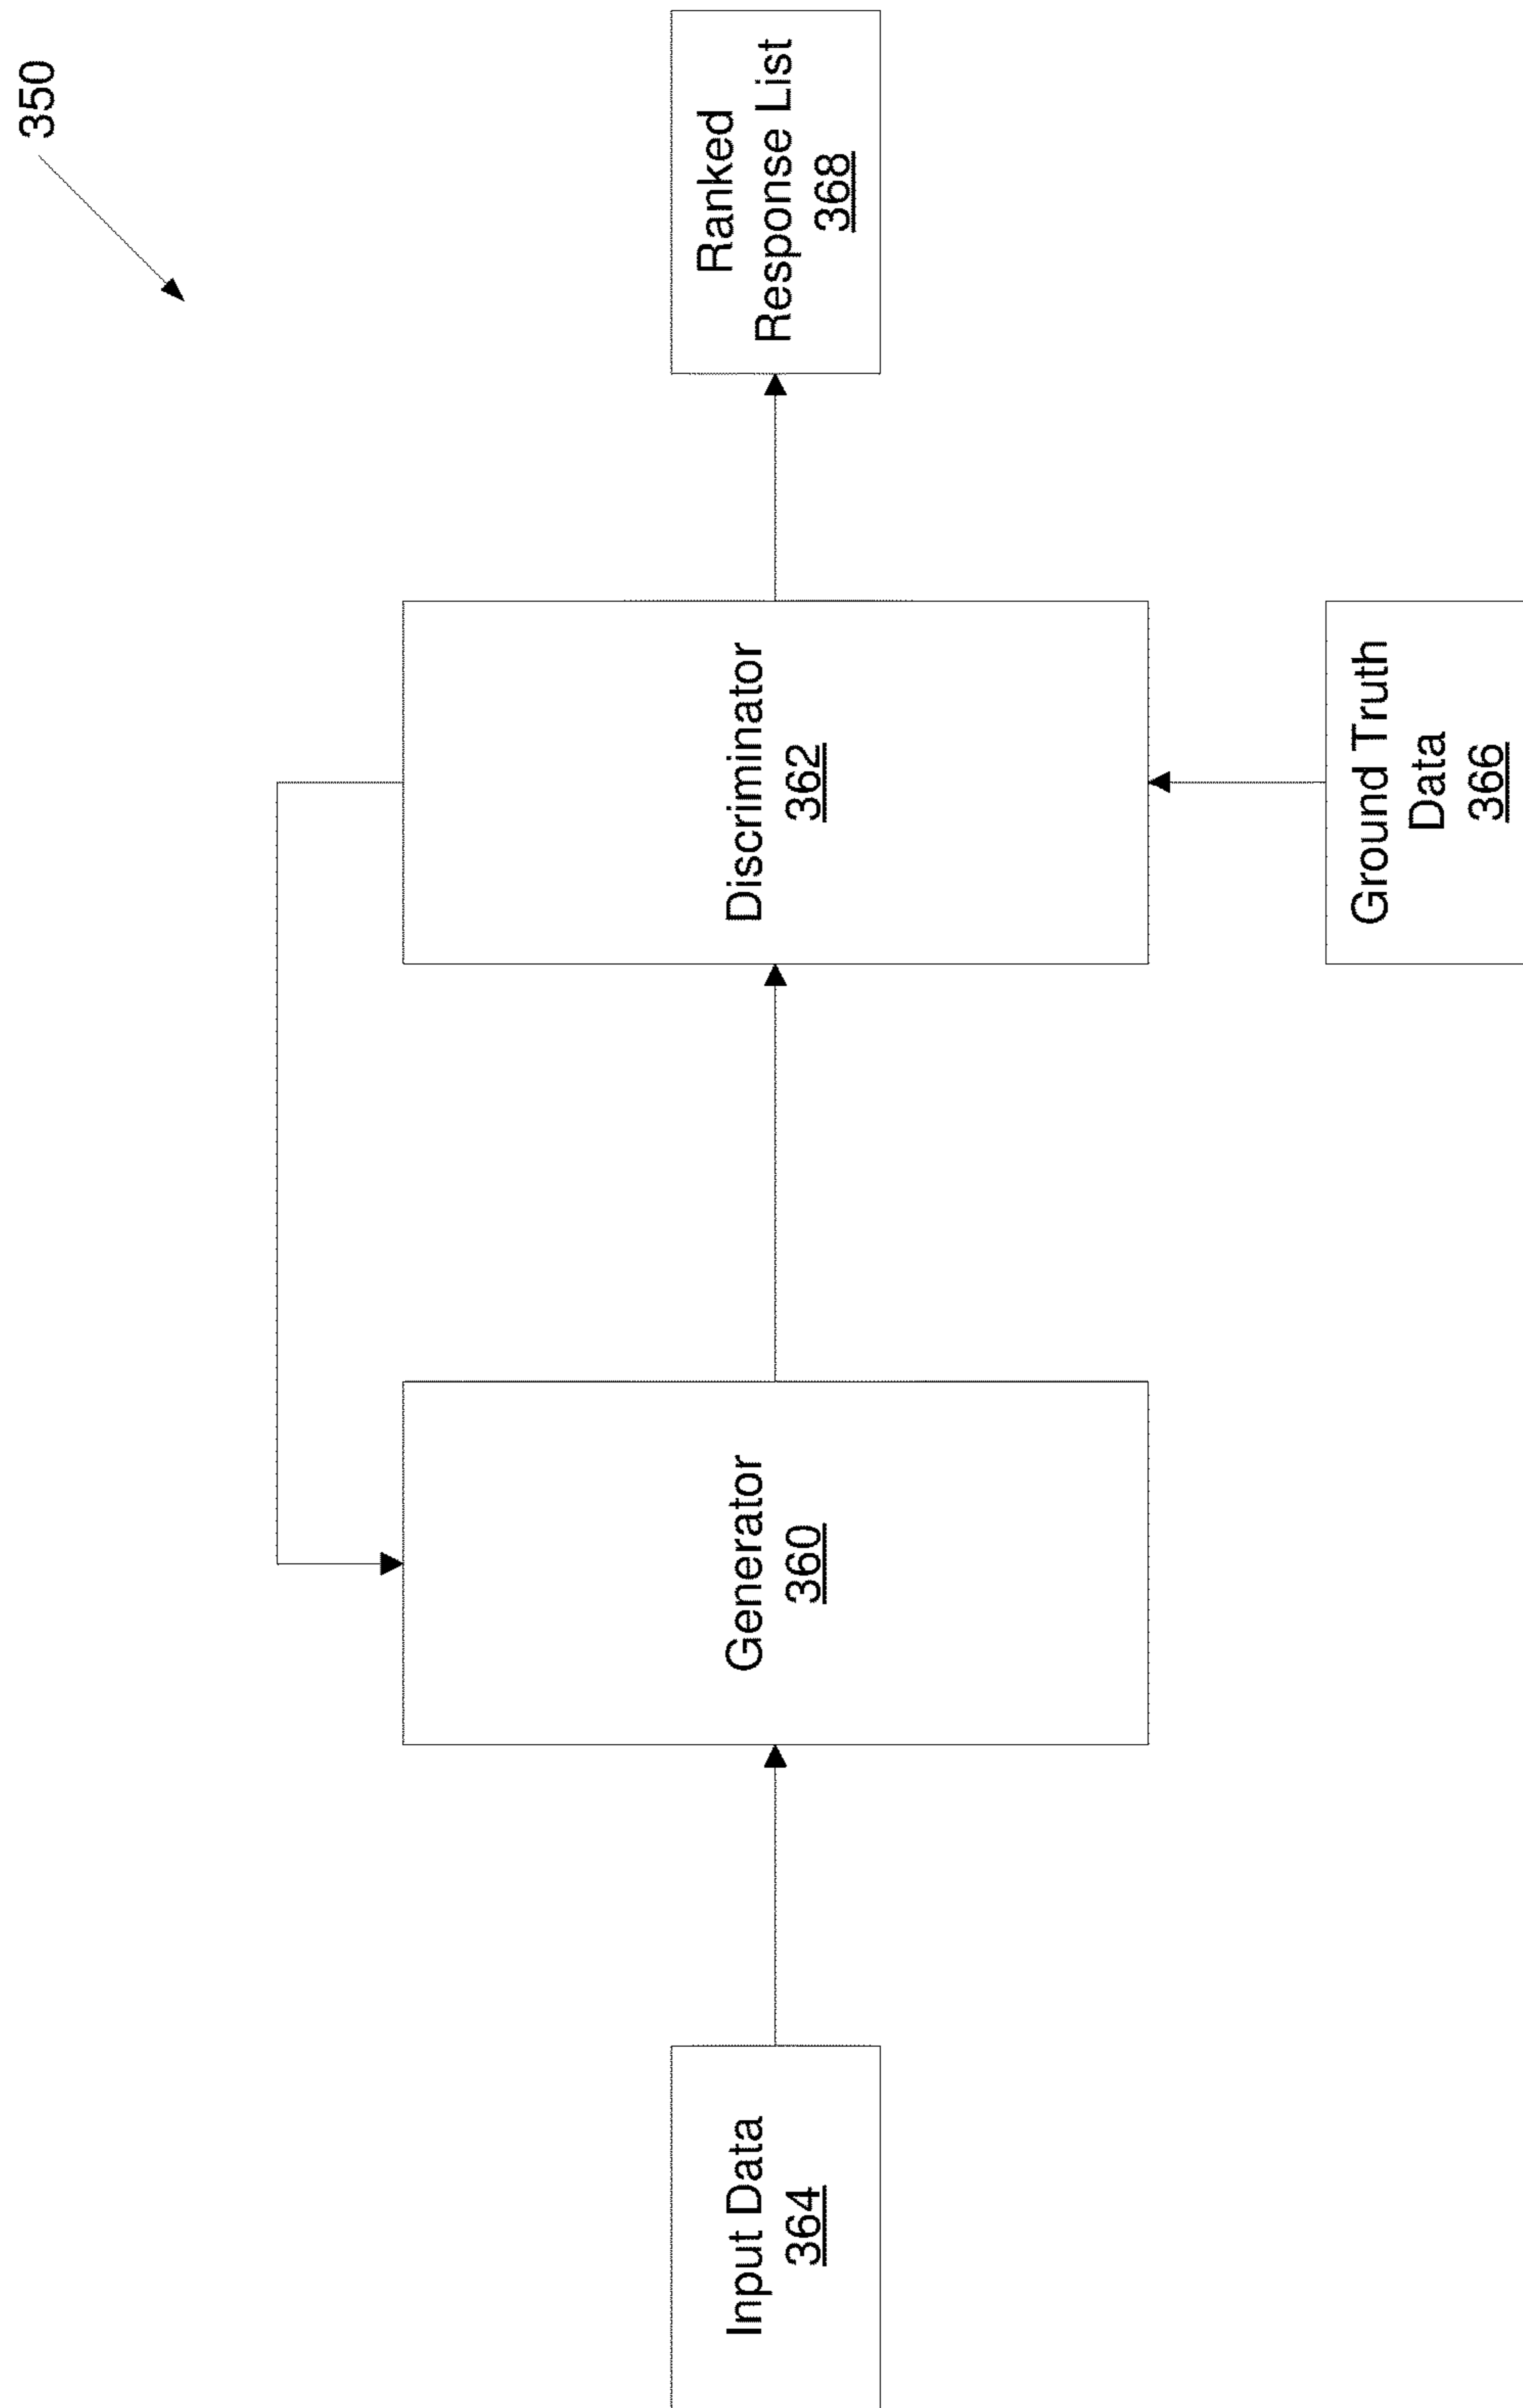 350
Input Data
364
Generator
360
Discriminator
362
Ground Truth
Data
366
Ranked
Response List
368